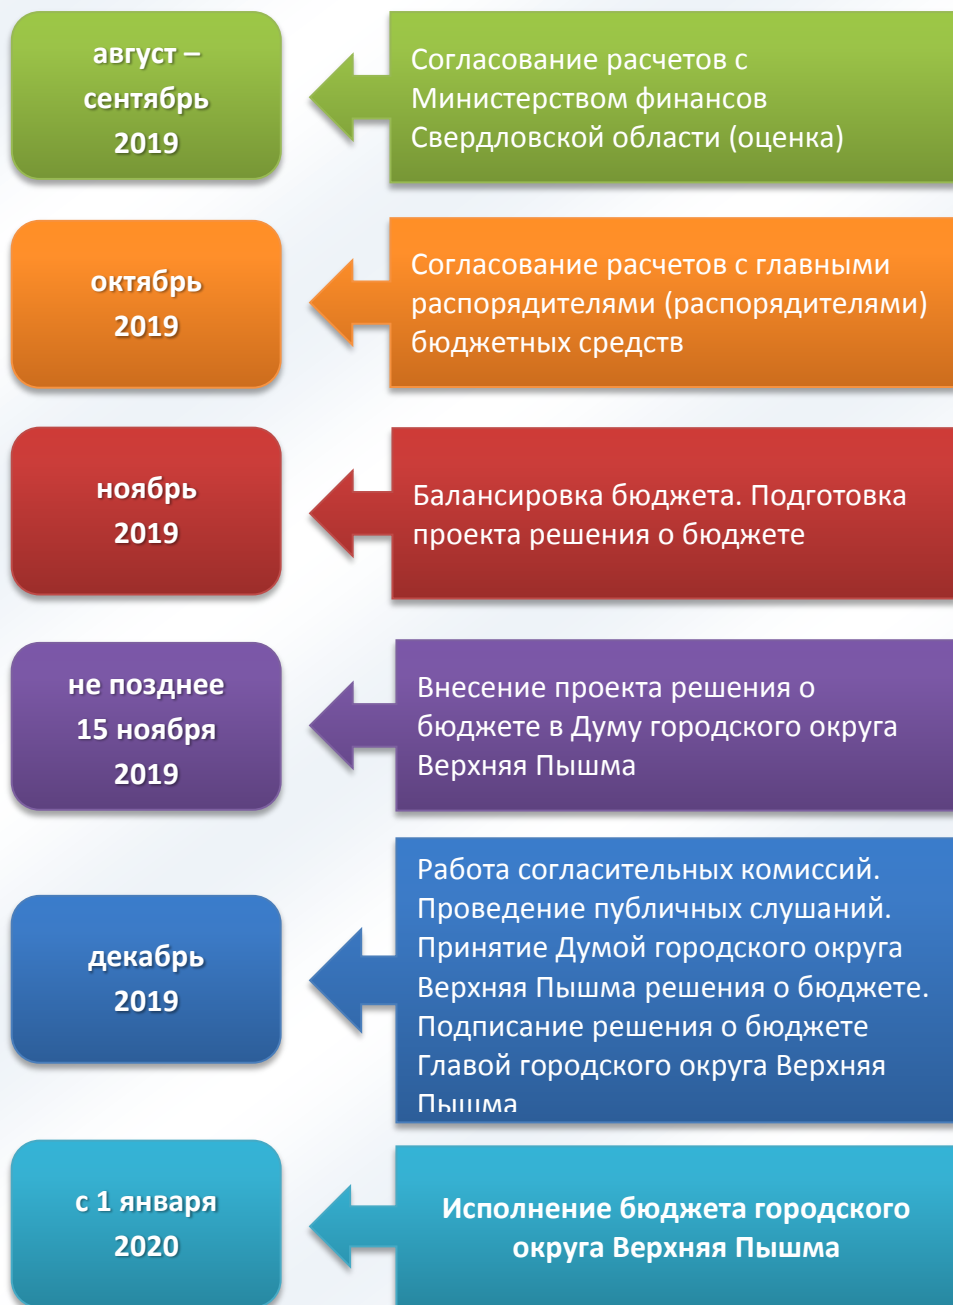 август –
сентябрь
2019
Согласование расчетов с
Министерством финансов
Свердловской области (оценка)
октябрь
2019
Согласование расчетов с главными
распорядителями (распорядителями)
бюджетных средств
ноябрь
2019
Балансировка бюджета. Подготовка
проекта решения о бюджете
не позднее
15 ноября
2019
Внесение проекта решения о
бюджете в Думу городского округа
Верхняя Пышма
декабрь
2019
Работа согласительных комиссий.
Проведение публичных слушаний.
Принятие Думой городского округа
Верхняя Пышма решения о бюджете.
Подписание решения о бюджете
Главой городского округа Верхняя
Пышма
с 1 января
2020
Исполнение бюджета городского
округа Верхняя Пышма